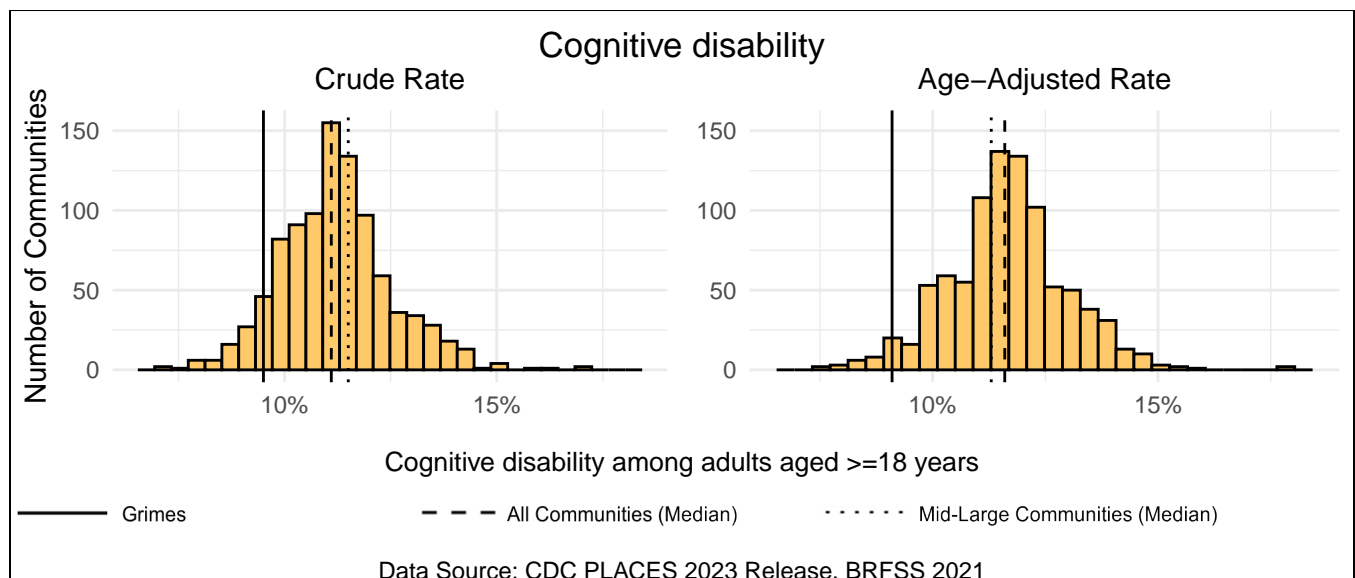 Cognitive disability
Crude Rate
Age−Adjusted Rate
Number of Communities
150
100
50
0
10%
15%
150
100
50
0
10%
15%
Cognitive disability among adults aged >=18 years
Grimes
All Communities (Median)
Mid-Large Communities (Median)
Data Source: CDC PLACES 2023 Release, BRFSS 2021